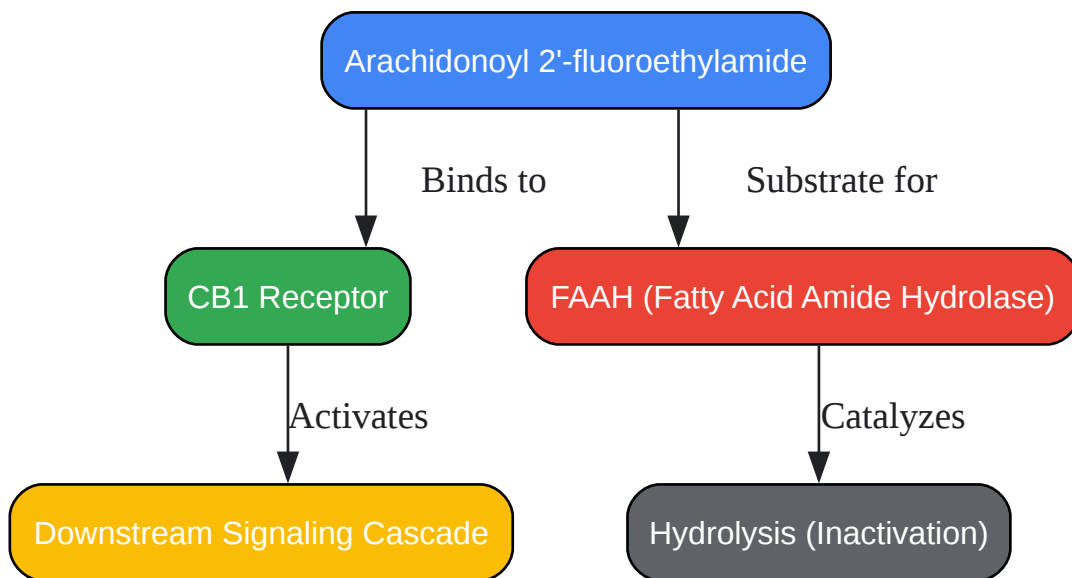 Arachidonoyl 2'-fluoroethylamide
Binds to
Substrate for
CB1 Receptor
FAAH (Fatty Acid Amide Hydrolase)
Activates
Catalyzes
Downstream Signaling Cascade
Hydrolysis (Inactivation)